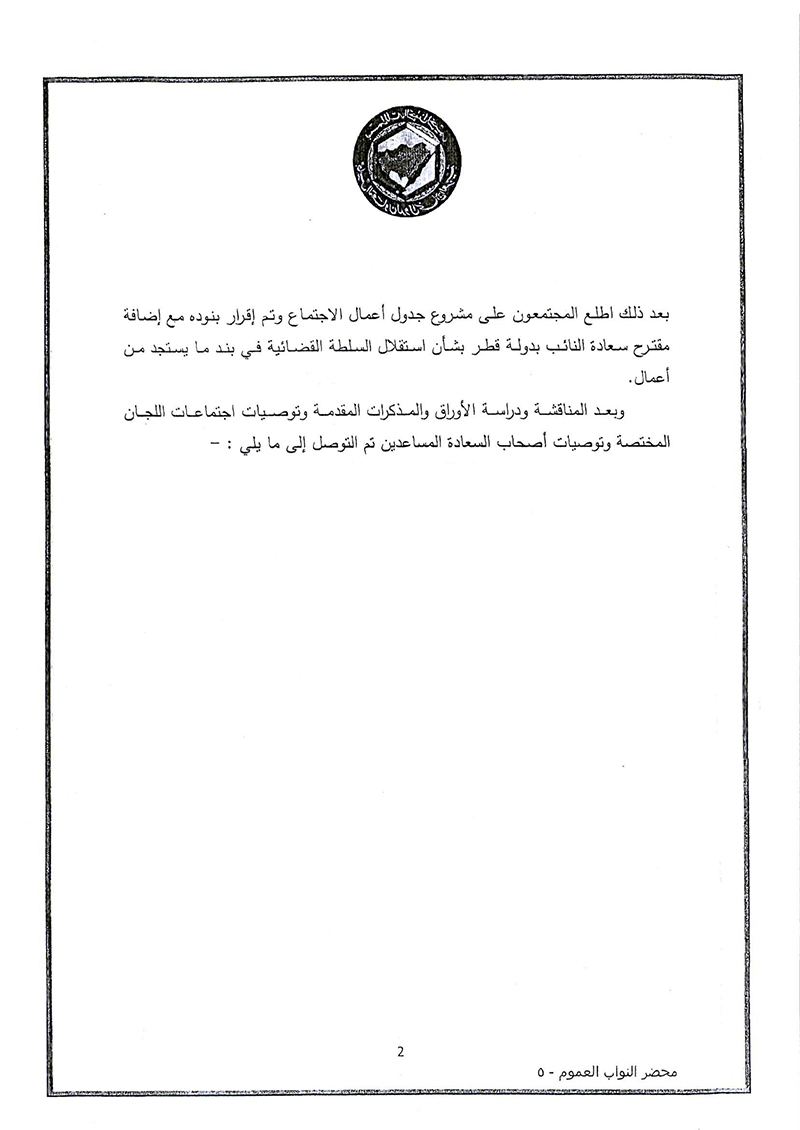 بعد ذلك اطلع المجتمعون على مشروع جدول أعمال الاجتماع وتم إقرار بنوده مع إضافة
مقترح سعادة النائب بدولة قطر بشأن استقلال السلطة القضائية في بند ما يستجد من
أعمال.
وبعد المناقشة ودراسة الأوراق والمذكرات المقدمة وتوصيات اجتماعات اللجان
المختصة وتوصيات أصحاب السعادة المساعدين تم التوصل إلى ما يلي : –
2
محضر النواب العموم - ٥